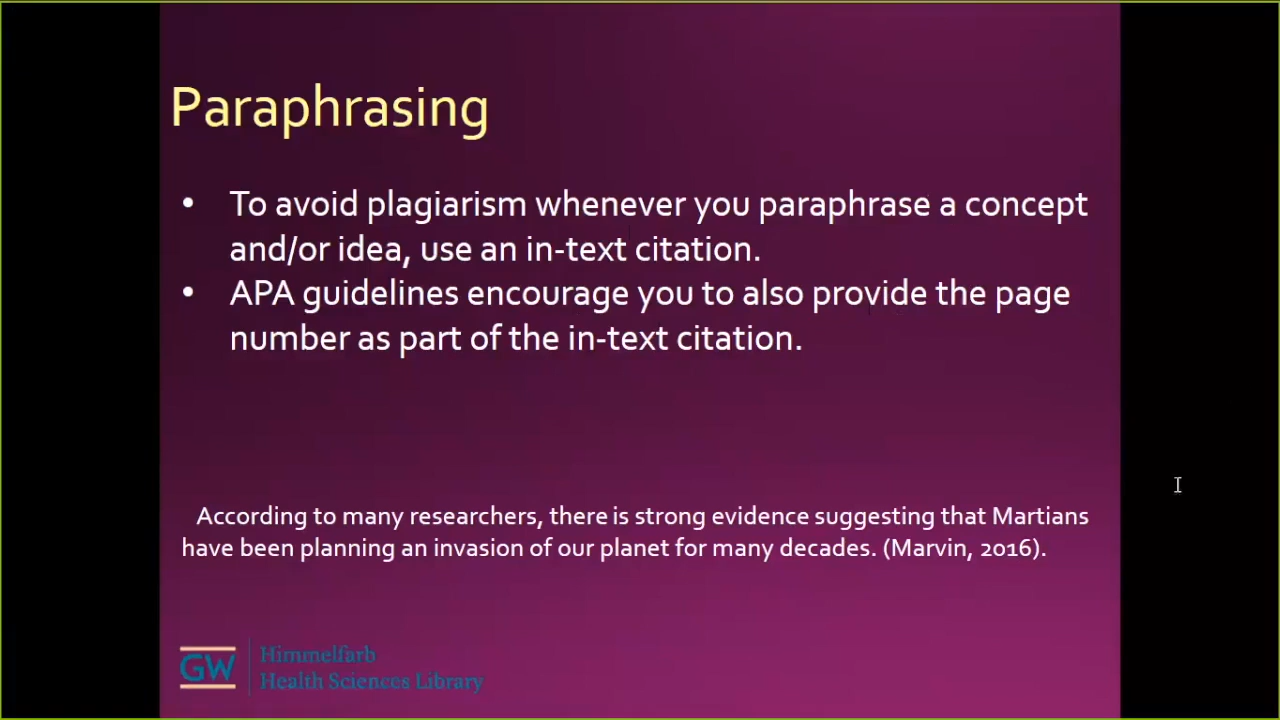 Paraphrasing
• To avoid plagiarism whenever you paraphrase a concept
and/or idea, use an in-text citation.
• APA guidelines encourage you to also provide the page
number as part of the in-text citation.
According to many researchers, there is strong evidence suggesting that Martians
have been planning an invasion of our planet for many decades. (Marvin, 2016).
GW Himmelfarb
Health Sciences Library